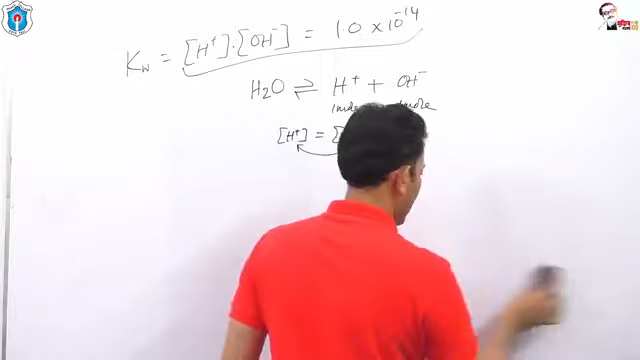 Kw = [H⁺]·[OH⁻] = 1.0 × 10⁻¹⁴
H₂O ⇌ H⁺ + OH⁻
[H⁺] = [